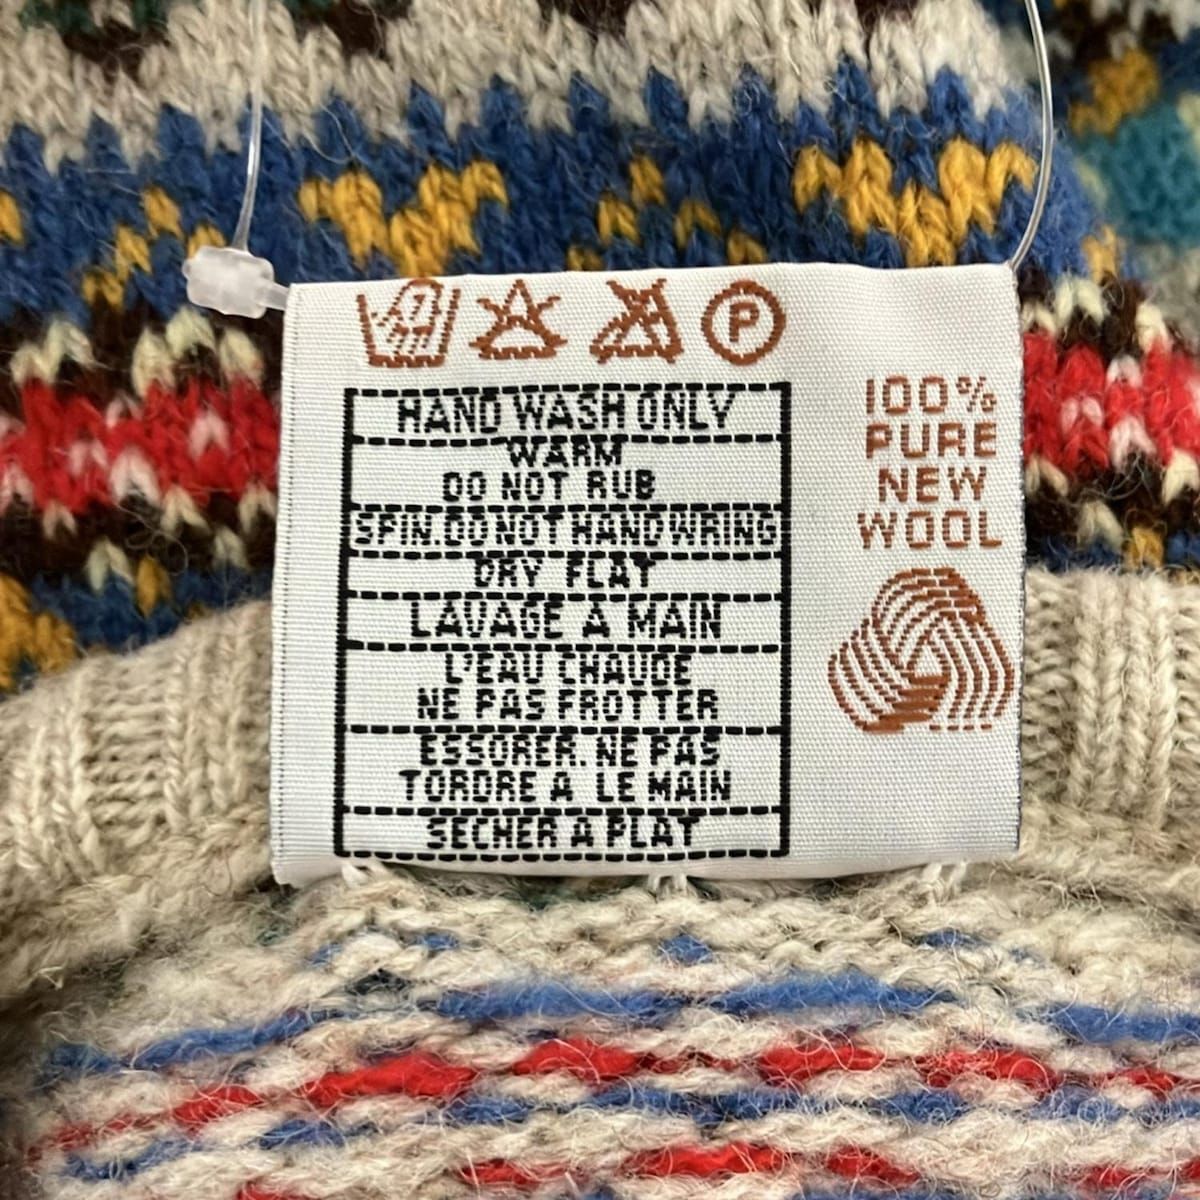 P
HAND WASH ONLY
WARM
DO NOT RUB
SPIN. DO NOT HAND WRING
DRY FLAT
LAVAGE A MAIN
L'EAU CHAUDE
NE PAS FROTTER
ESSORER. NE PAS
TORDRE A LE MAIN
SECHER A PLAT
100%
PURE
NEW
WOOL